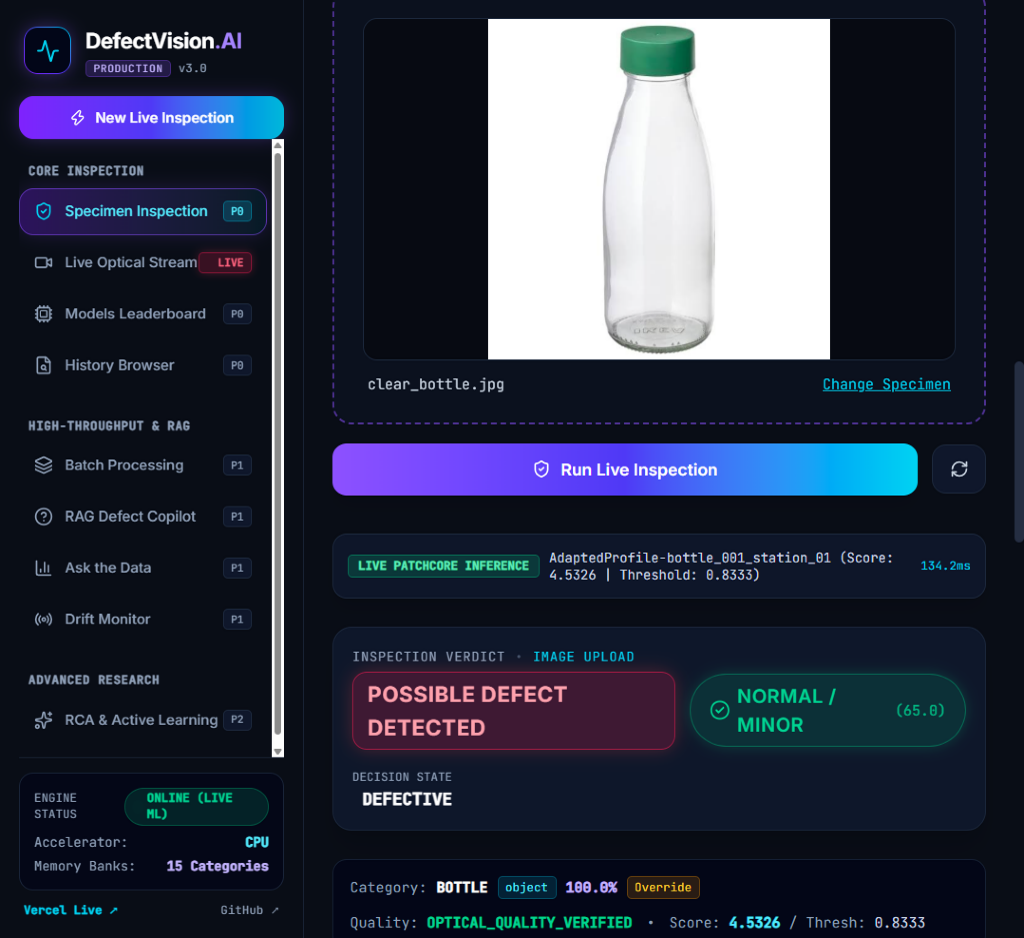 DefectVision.AI
PRODUCTION v3.0
New Live Inspection
CORE INSPECTION
Specimen Inspection P0
Live Optical Stream LIVE
Models Leaderboard P0
History Browser P0
HIGH-THROUGHPUT & RAG
Batch Processing P1
RAG Defect Copilot P1
Ask the Data P1
Drift Monitor P1
ADVANCED RESEARCH
RCA & Active Learning P2
ENGINE
STATUS
ONLINE (LIVE
ML)
Accelerator: CPU
Memory Banks: 15 Categories
Vercel Live ↗ GitHub ↗
clear_bottle.jpg Change Specimen
Run Live Inspection
LIVE PATCHCORE INFERENCE
AdaptedProfile-bottle_001_station_01 (Score:
4.5326 | Threshold: 0.8333)
134.2ms
INSPECTION VERDICT • IMAGE UPLOAD
POSSIBLE DEFECT
DETECTED
NORMAL /
MINOR
(65.0)
DECISION STATE
DEFECTIVE
Category: BOTTLE object 100.0% Override
Quality: OPTICAL_QUALITY_VERIFIED • Score: 4.5326 / Thresh: 0.8333